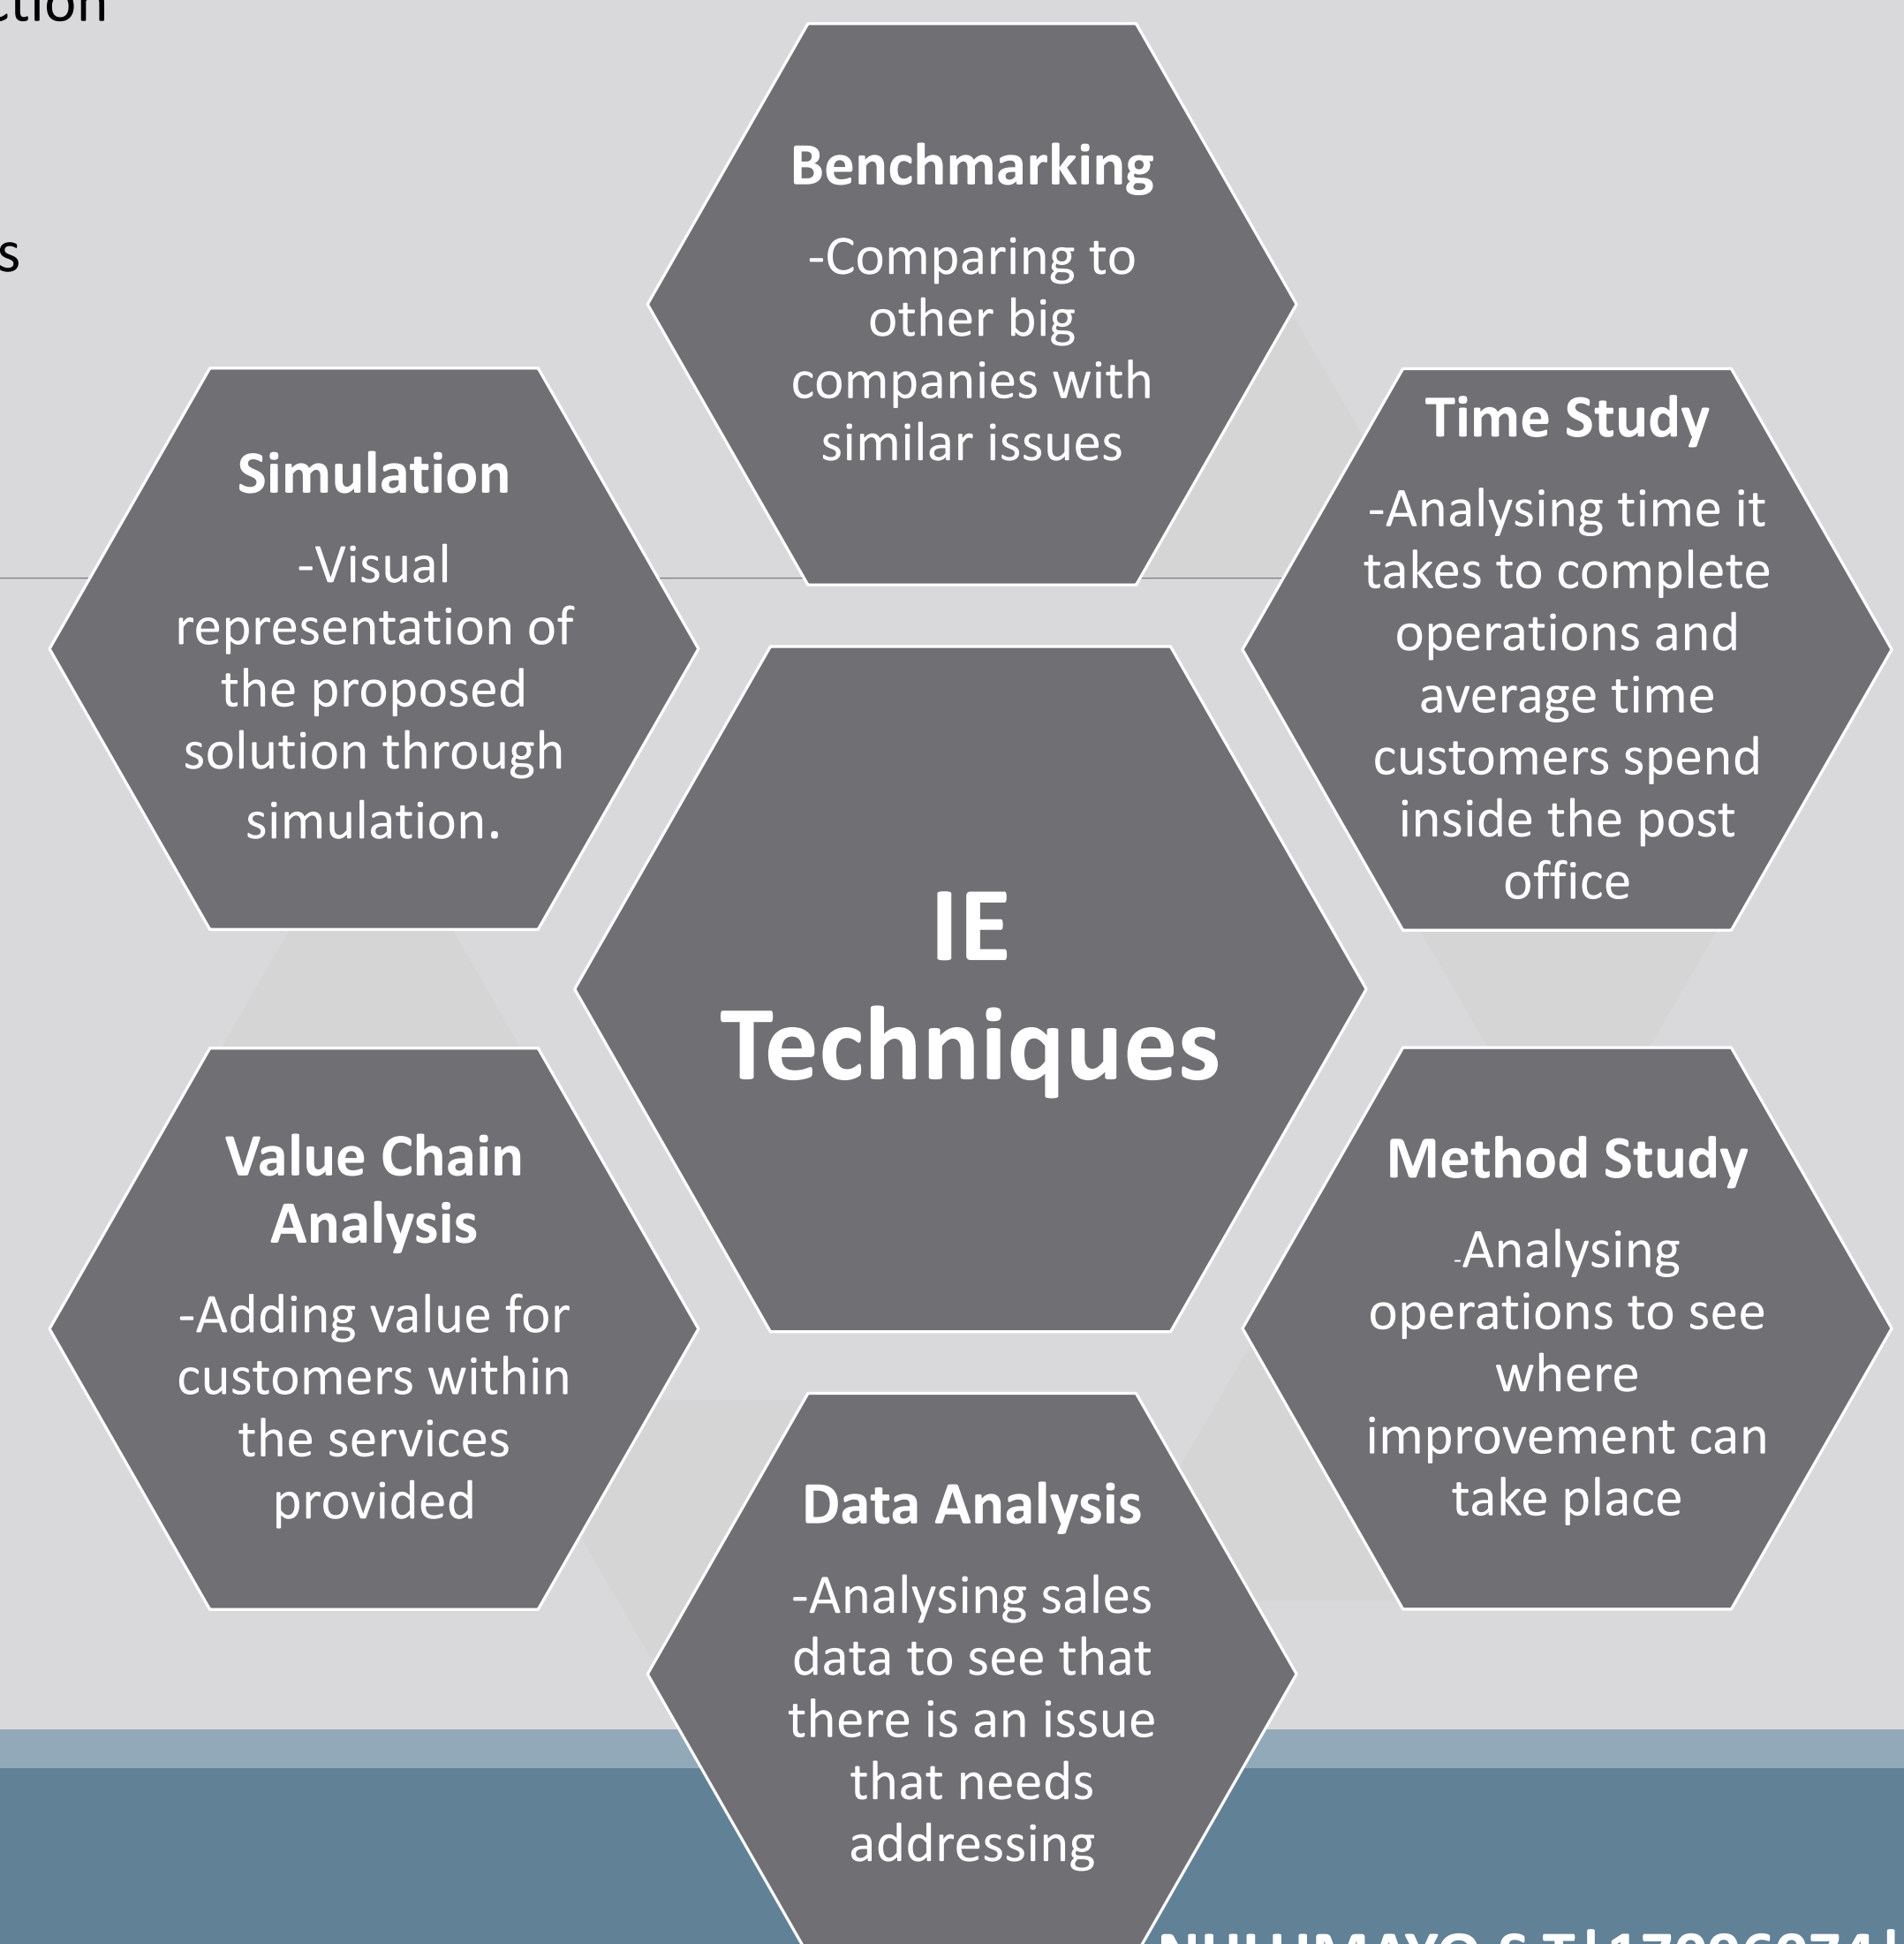 Benchmarking
-Comparing to
other big
companies with
similar issues
Time Study
-Analysing time it
takes to complete
operations and
average time
customers spend
inside the post
office
Simulation
-Visual
representation of
the proposed
solution through
simulation.
IE
Techniques
Value Chain
Analysis
-Adding value for
customers within
the services
provided
Method Study
-Analysing
operations to see
where
improvement can
take place
Data Analysis
-Analysing sales
data to see that
there is an issue
that needs
addressing